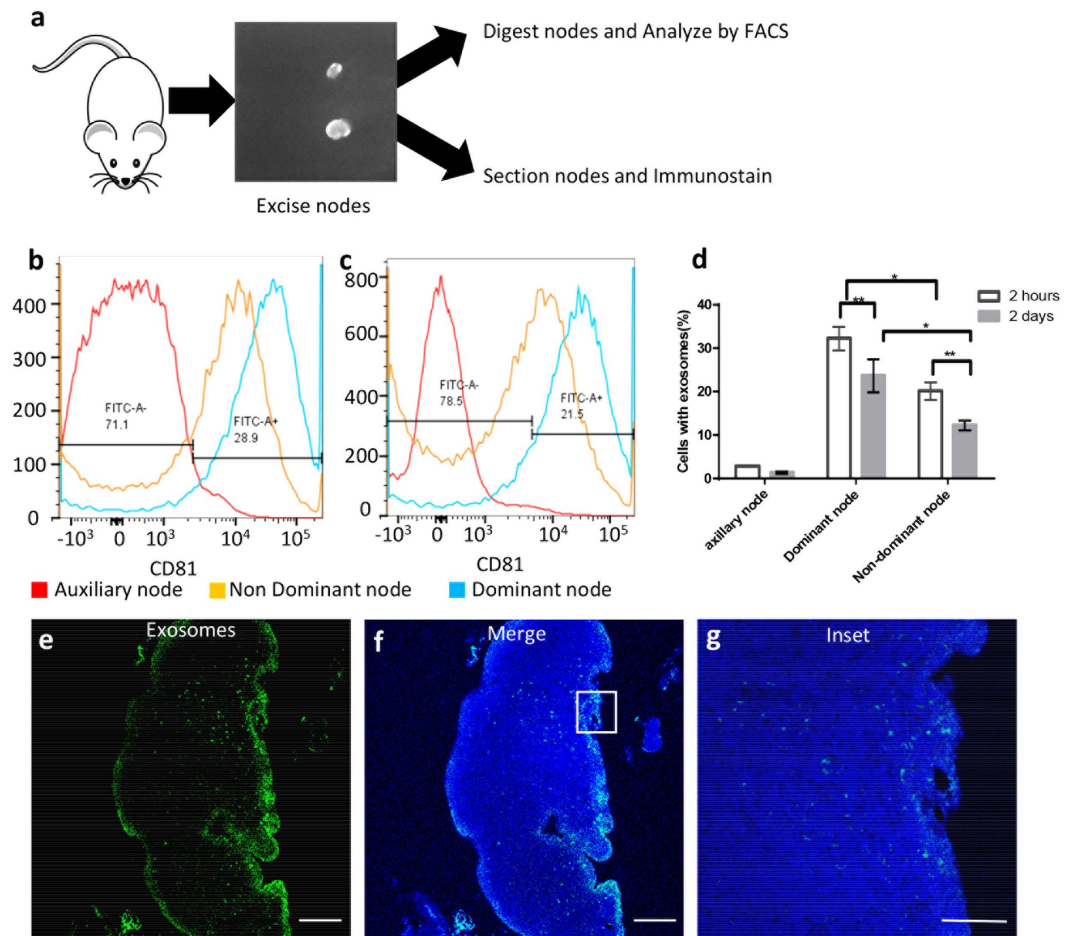 a
Digest nodes and Analyze by FACS
Section nodes and Immunostain
Excise nodes
b
400
300
200
100
0
FITC-A-
71.1
FITC-A+
28.9
-10³ 0 10³ 10⁴ 10⁵
CD81
c
800
600
400
200
0
FITC-A-
78.5
FITC-A+
21.5
-10³ 0 10³ 10⁴ 10⁵
CD81
d
Cells with exosomes(%)
40
30
20
10
0
* ** * **
2 hours
2 days
axillary node
Dominant node
Non-dominant node
Auxiliary node Non Dominant node Dominant node
e Exosomes
f Merge
g Inset